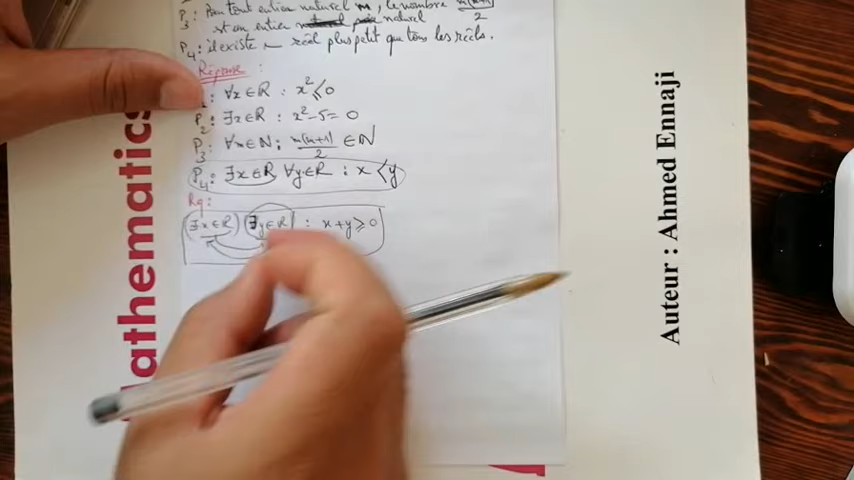 P3: Pour tout entier naturel n, le nombre n(n+1)/2
est un entier naturel
P4: il existe un réel plus petit que tous les réels.
Réponse :
: ∀x∈ℝ : x²⩽0
P2: ∃x∈ℝ : x²-5=0
P3: ∀n∈ℕ ; n(n+1)/2 ∈ℕ
P4: ∃x∈ℝ ∀y∈ℝ : x⩽y
Rq:
(∃x∈ℝ) (∃y∈ℝ) : x+y⩾0
Mathematics
Auteur : Ahmed Ennaji